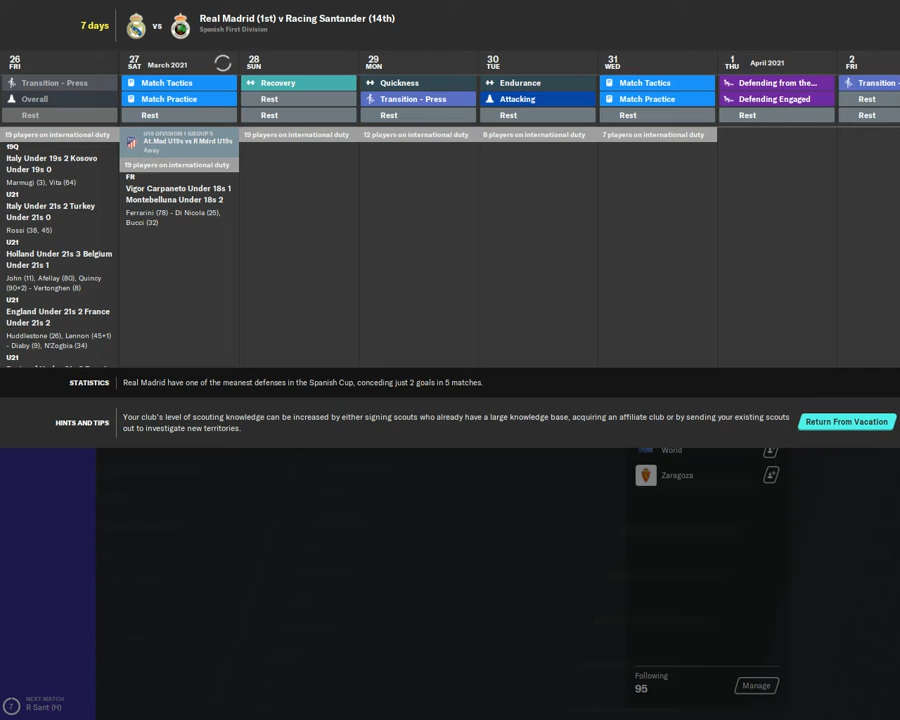 7 days
vs
Real Madrid (1st) v Racing Santander (14th)
Spanish First Division
26
FRI
27
SAT
March 2021
28
SUN
29
MON
30
TUE
31
WED
1
THU
April 2021
2
FRI
Transition - Press
Overall
Rest
Match Tactics
Match Practice
Rest
Recovery
Rest
Rest
Quickness
Transition - Press
Rest
Endurance
Attacking
Rest
Match Tactics
Match Practice
Rest
Defending from the...
Defending Engaged
Rest
Transition -
Rest
Rest
19 players on international duty
19Q
Italy Under 19s 2 Kosovo
Under 19s 0
Marmugi (3), Vita (64)
U21
Italy Under 21s 2 Turkey
Under 21s 0
Rossi (38, 45)
U21
Holland Under 21s 3 Belgium
Under 21s 1
John (11), Afellay (80), Quincy
(90+2) - Vertonghen (8)
U21
England Under 21s 2 France
Under 21s 2
Huddlestone (26), Lennon (45+1)
- Diaby (9), N'Zogbia (34)
U21
U19 DIVISION 1 GROUP 5
At.Mad U19s vs R Mdrd U19s
Away
19 players on international duty
FR
Vigor Carpaneto Under 18s 1
Montebelluna Under 18s 2
Ferrarini (78) - Di Nicola (25),
Bucci (32)
19 players on international duty
12 players on international duty
8 players on international duty
7 players on international duty
STATISTICS
Real Madrid have one of the meanest defenses in the Spanish Cup, conceding just 2 goals in 5 matches.
HINTS AND TIPS
Your club's level of scouting knowledge can be increased by either signing scouts who already have a large knowledge base, acquiring an affiliate club or by sending your existing scouts
out to investigate new territories.
Return From Vacation
World
Zaragoza
Following
95
Manage
7
NEXT MATCH
R Sant (H)